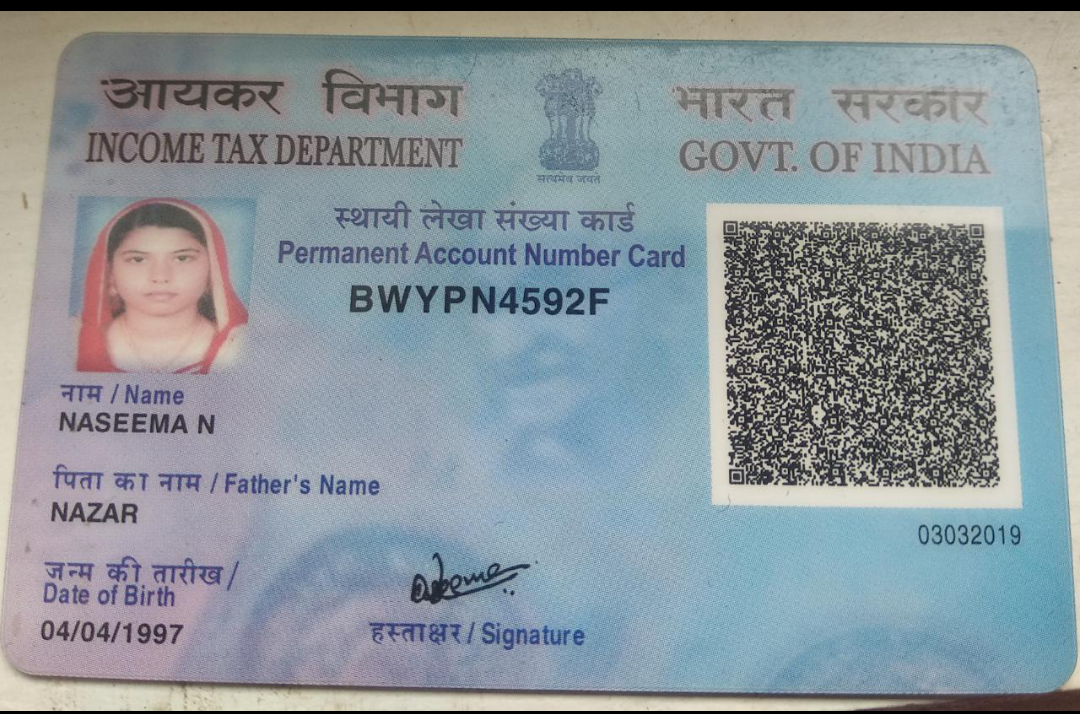 आयकर विभाग
INCOME TAX DEPARTMENT
सत्यमेव जयते
भारत सरकार
GOVT. OF INDIA
स्थायी लेखा संख्या कार्ड
Permanent Account Number Card
BWYPN4592F
नाम / Name
NASEEMA N
पिता का नाम / Father's Name
NAZAR
03032019
जन्म की तारीख /
Date of Birth
04/04/1997
हस्ताक्षर / Signature